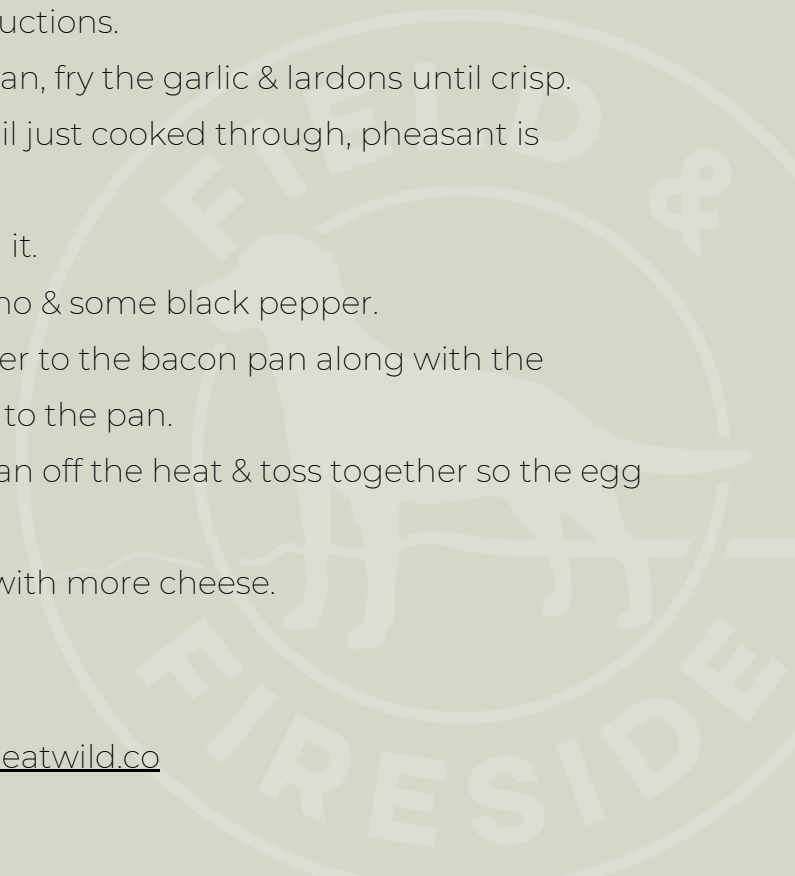 uctions.
an, fry the garlic & lardons until crisp.
il just cooked through, pheasant is
it.
no & some black pepper.
er to the bacon pan along with the
to the pan.
an off the heat & toss together so the egg
with more cheese.
eatwild.co
FIELD &
FIRESIDE